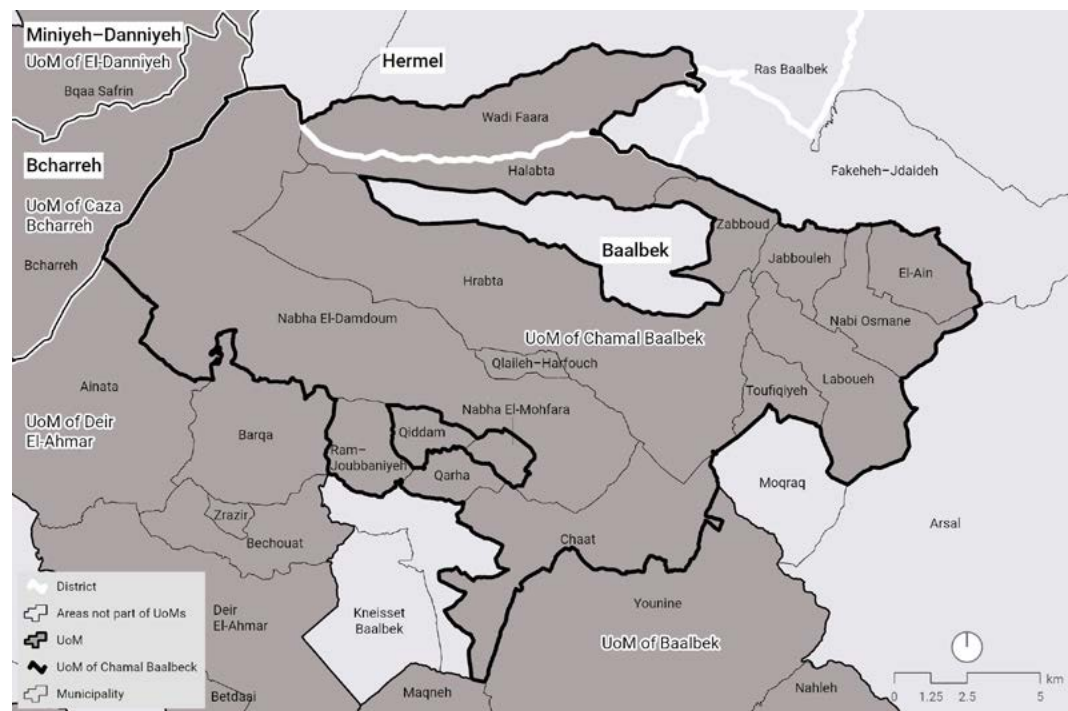 Miniyeh–Danniyeh
UoM of El-Danniyeh
Bqaa Safrin
Hermel
Ras Baalbek
Wadi Faara
Bcharreh
Halabta
Fakeheh–Jdaideh
UoM of Caza
Bcharreh
Zabboud
Bcharreh
Baalbek
Jabbouleh
El-Ain
Hrabta
Nabha El-Damdoum
Nabi Osmane
UoM of Chamal Baalbek
Qlaileh–Harfouch
Ainata
Toufiqiyeh
Laboueh
Nabha El-Mohfara
UoM of Deir
El-Ahmar
Barqa
Qiddam
Ram–
Joubbaniyeh
Qarha
Moqraq
Zrazir
Arsal
Bechouat
Chaat
District
Areas not part of UoMs
UoM
UoM of Chamal Baalbeck
Municipality
Deir
El-Ahmar
Kneisset
Baalbek
Younine
UoM of Baalbek
Betdaai
Maqneh
Nahleh
km
0 1.25 2.5 5